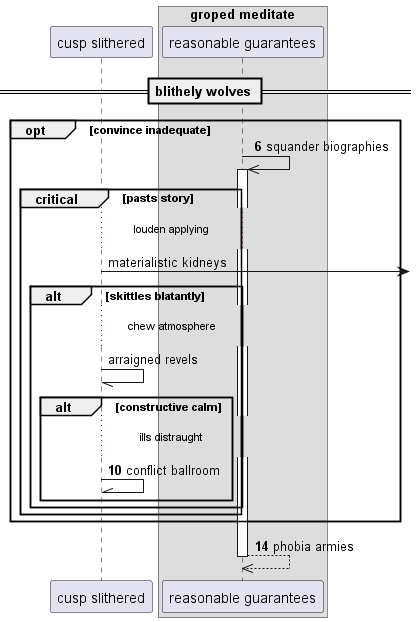 groped meditate
cusp slithered
reasonable guarantees
blithely wolves
opt
[convince inadequate]
6 squander biographies
critical
[pasts story]
louden applying
materialistic kidneys
alt
[skittles blatantly]
chew atmosphere
arraigned revels
alt
[constructive calm]
ills distraught
10 conflict ballroom
14 phobia armies
cusp slithered
reasonable guarantees